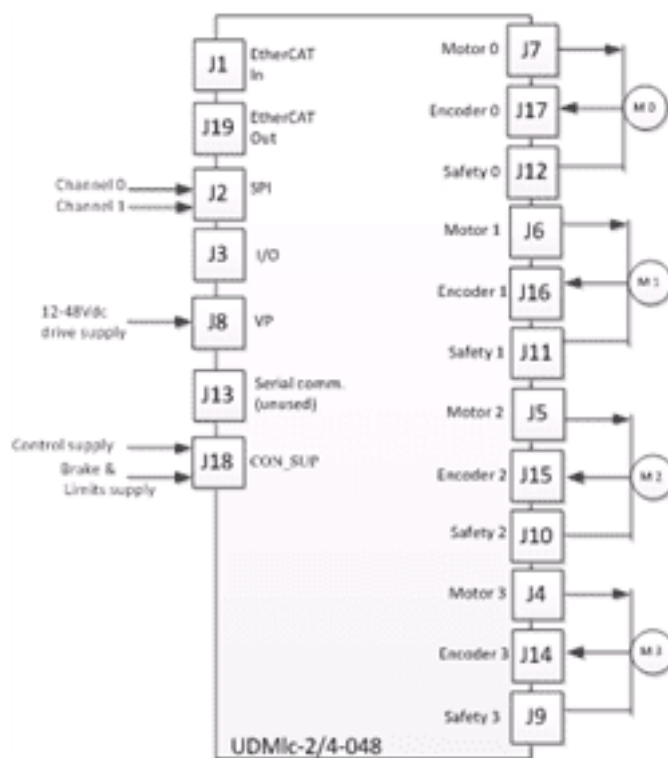 J1
EtherCAT
In
J19
EtherCAT
Out
Channel 0
Channel 1
J2
SPI
J3
I/O
12-48Vdc
drive supply
J8
VP
J13
Serial comm.
(unused)
Control supply
Brake &
Limits supply
J18
CON_SUP
Motor 0
J7
Encoder 0
J17
M 0
Safety 0
J12
Motor 1
J6
Encoder 1
J16
M 1
Safety 1
J11
Motor 2
J5
Encoder 2
J15
M 2
Safety 2
J10
Motor 3
J4
Encoder 3
J14
M 3
Safety 3
J9
UDMlc-2/4-048